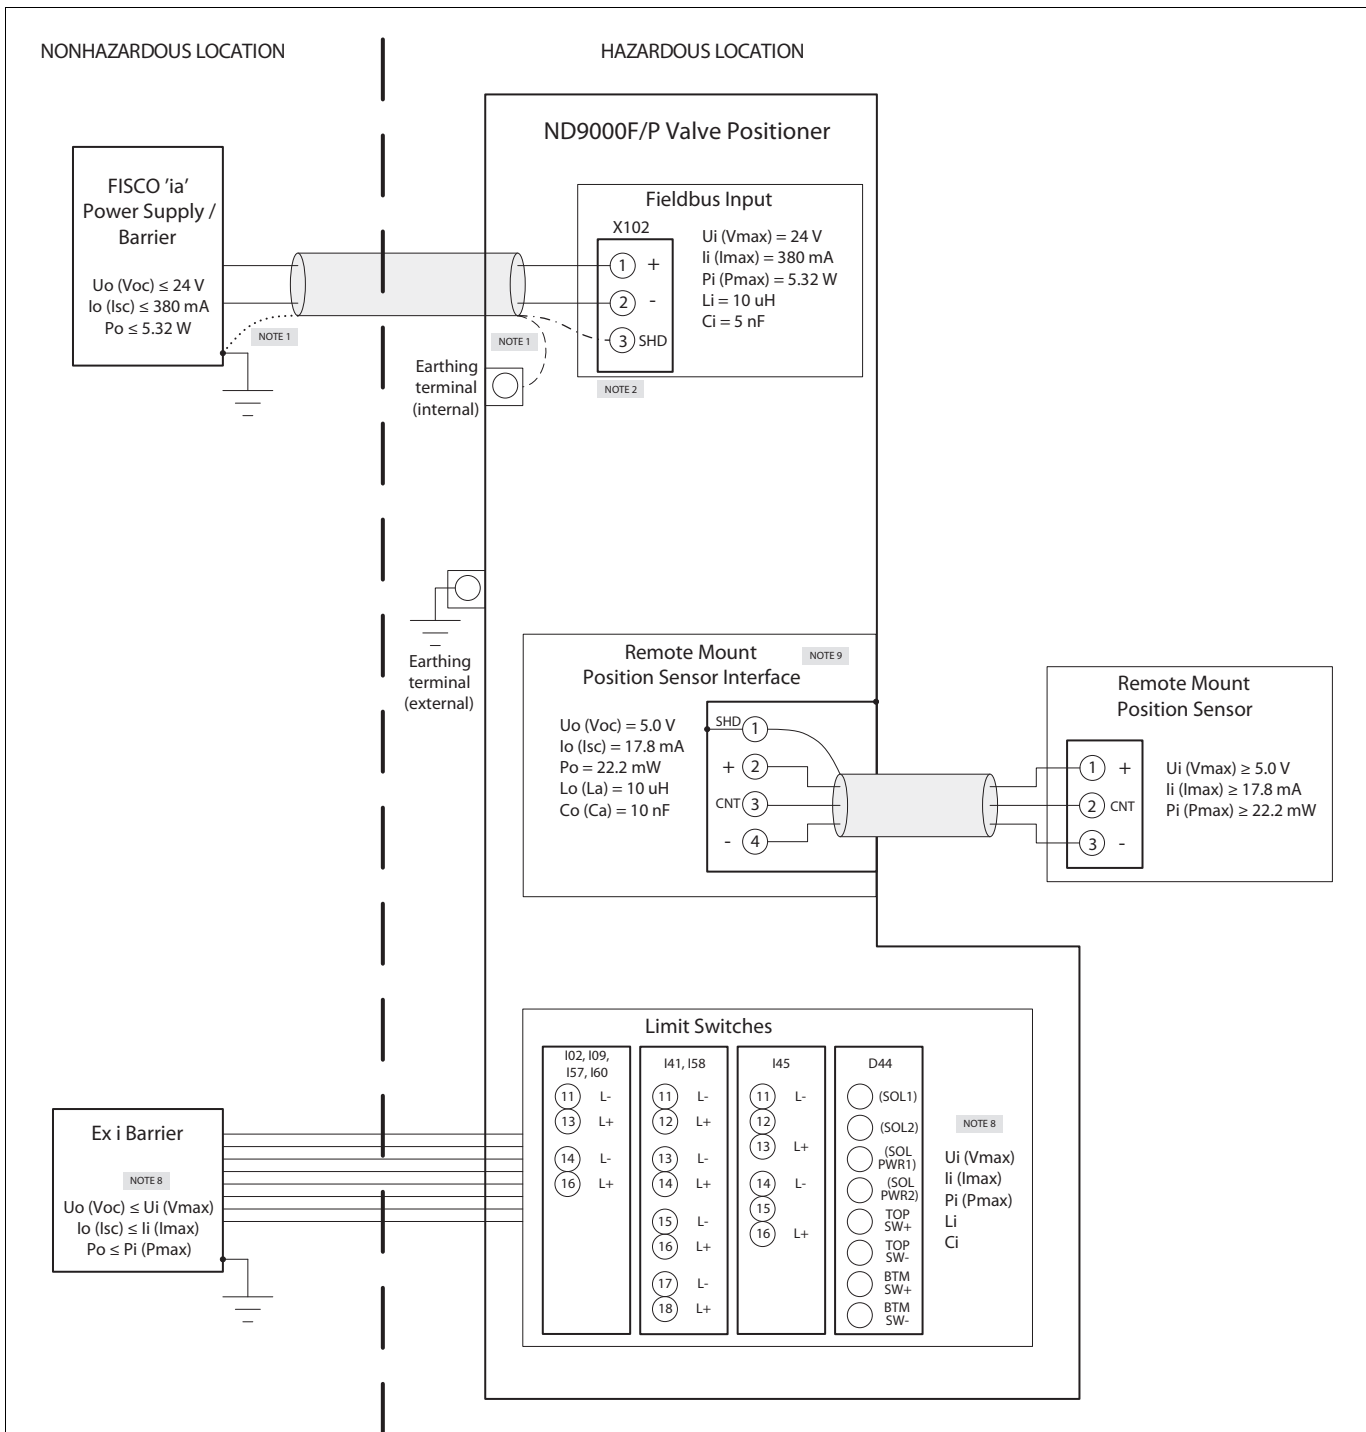 NONHAZARDOUS LOCATION
HAZARDOUS LOCATION
ND9000F/P Valve Positioner
FISCO 'ia'
Power Supply /
Barrier
Uo (Voc) ≤ 24 V
Io (Isc) ≤ 380 mA
Po ≤ 5.32 W
NOTE 1
NOTE 1
Earthing
terminal
(internal)
Fieldbus Input
X102
1 +
2 -
3 SHD
NOTE 2
Ui (Vmax) = 24 V
Ii (Imax) = 380 mA
Pi (Pmax) = 5.32 W
Li = 10 uH
Ci = 5 nF
Earthing
terminal
(external)
Remote Mount
Position Sensor Interface
NOTE 9
Uo (Voc) = 5.0 V
Io (Isc) = 17.8 mA
Po = 22.2 mW
Lo (La) = 10 uH
Co (Ca) = 10 nF
SHD 1
+ 2
CNT 3
- 4
Remote Mount
Position Sensor
1 +
2 CNT
3 -
Ui (Vmax) ≥ 5.0 V
Ii (Imax) ≥ 17.8 mA
Pi (Pmax) ≥ 22.2 mW
Limit Switches
I02, I09,
I57, I60
11 L-
13 L+
14 L-
16 L+
I41, I58
11 L-
12 L+
13 L-
14 L+
15 L-
16 L+
17 L-
18 L+
I45
11 L-
12
13 L+
14 L-
15
16 L+
D44
(SOL1)
(SOL2)
(SOL
PWR1)
(SOL
PWR2)
TOP
SW+
TOP
SW-
BTM
SW+
BTM
SW-
NOTE 8
Ui (Vmax)
Ii (Imax)
Pi (Pmax)
Li
Ci
Ex i Barrier
NOTE 8
Uo (Voc) ≤ Ui (Vmax)
Io (Isc) ≤ Ii (Imax)
Po ≤ Pi (Pmax)